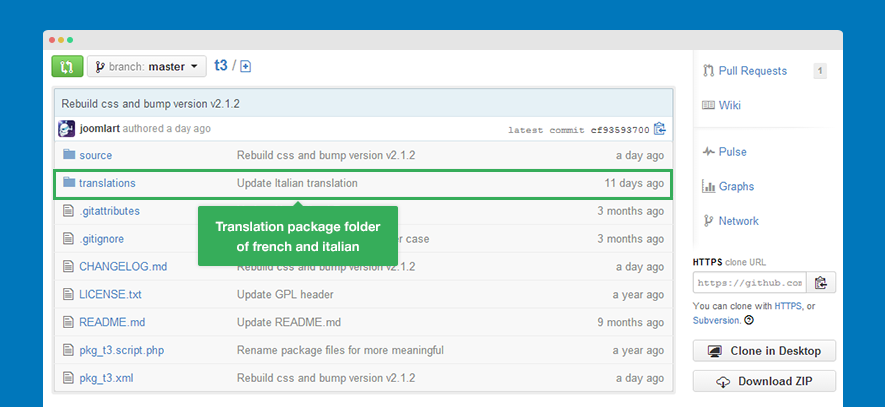 branch: master
t3 /
Rebuild css and bump version v2.1.2
joomlart authored a day ago
latest commit cf93593700
source Rebuild css and bump version v2.1.2 a day ago
translations Update Italian translation 11 days ago
.gitattributes 3 months ago
.gitignore er case 3 months ago
Translation package folder
of french and italian
CHANGELOG.md Rebuild css and bump version v2.1.2 a day ago
LICENSE.txt Update GPL header a year ago
README.md Update README.md 9 months ago
pkg_t3.script.php Rename package files for more meaningful a year ago
pkg_t3.xml Rebuild css and bump version v2.1.2 a day ago
Pull Requests 1
Wiki
Pulse
Graphs
Network
HTTPS clone URL
https://github.com
You can clone with HTTPS, or
Subversion.
Clone in Desktop
Download ZIP